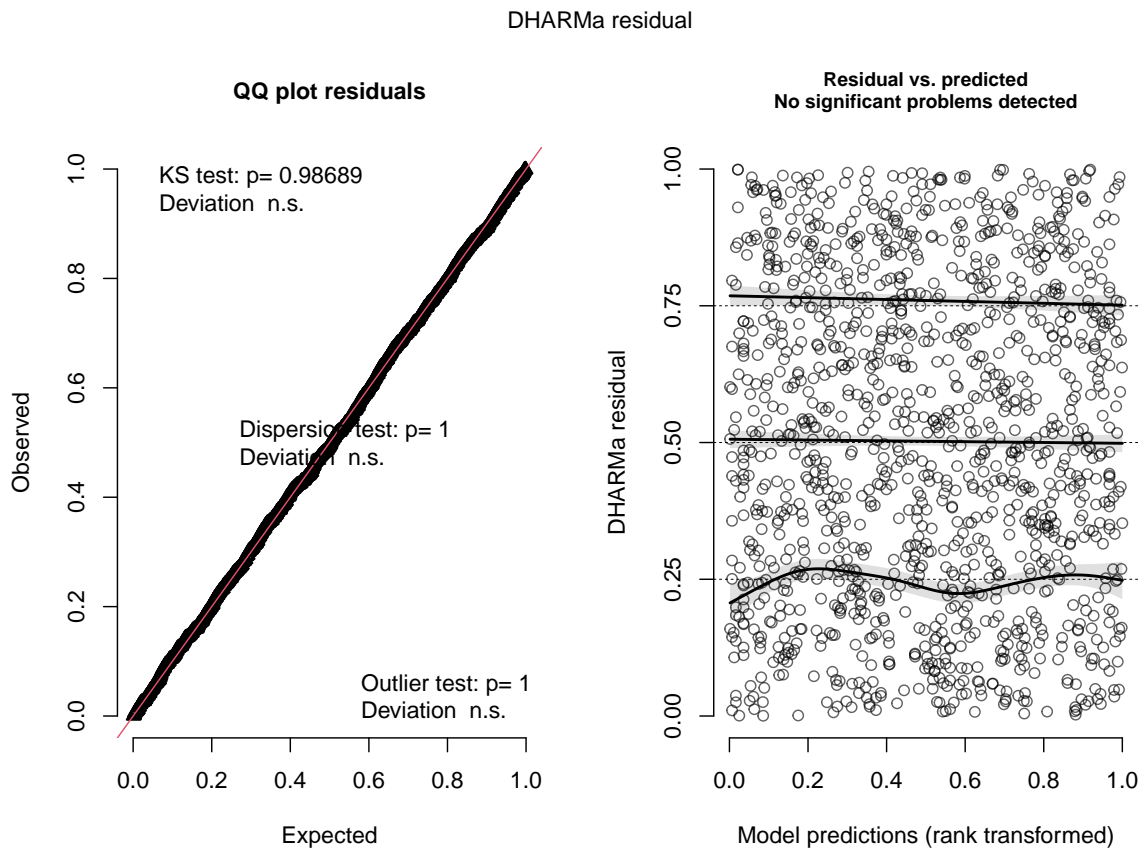 DHARMa residual
QQ plot residuals
KS test: p= 0.98689
Deviation  n.s.
Dispersion test: p= 1
Deviation  n.s.
Outlier test: p= 1
Deviation  n.s.
Observed
0.0
0.2
0.4
0.6
0.8
1.0
0.0
0.2
0.4
0.6
0.8
1.0
Expected
Residual vs. predicted
No significant problems detected
DHARMa residual
0.00
0.25
0.50
0.75
1.00
0.0
0.2
0.4
0.6
0.8
1.0
Model predictions (rank transformed)